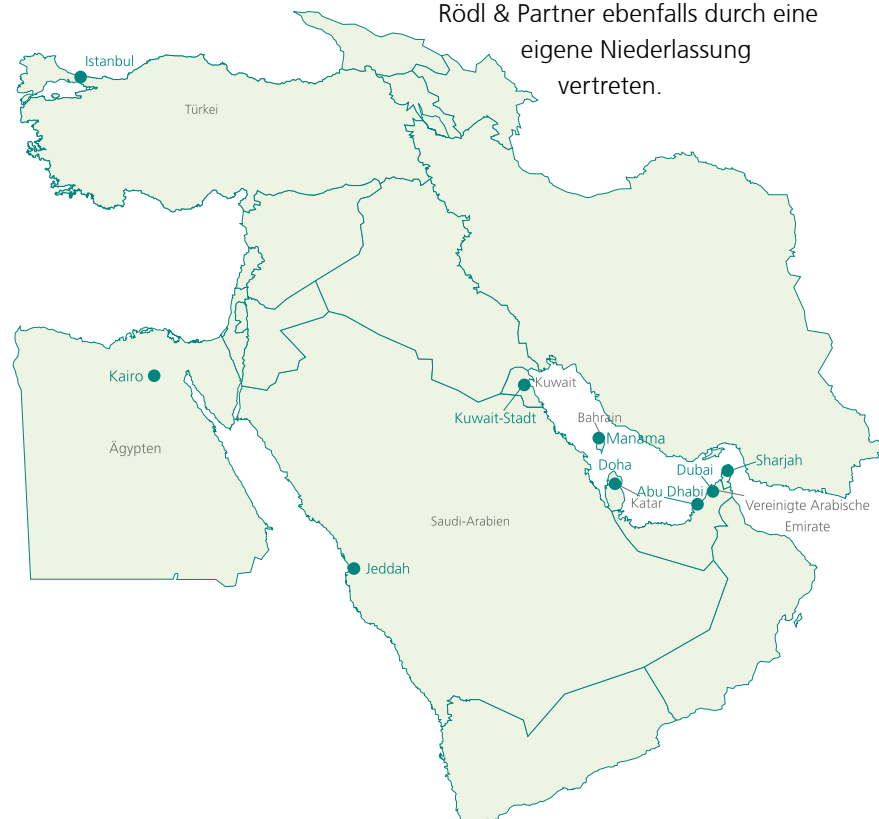 Rödl & Partner ebenfalls durch eine
eigene Niederlassung
vertreten.
Istanbul
Türkei
Kairo
Ägypten
Kuwait
Kuwait-Stadt
Bahrain
Manama
Doha
Katar
Dubai
Sharjah
Abu Dhabi
Vereinigte Arabische
Emirate
Saudi-Arabien
Jeddah